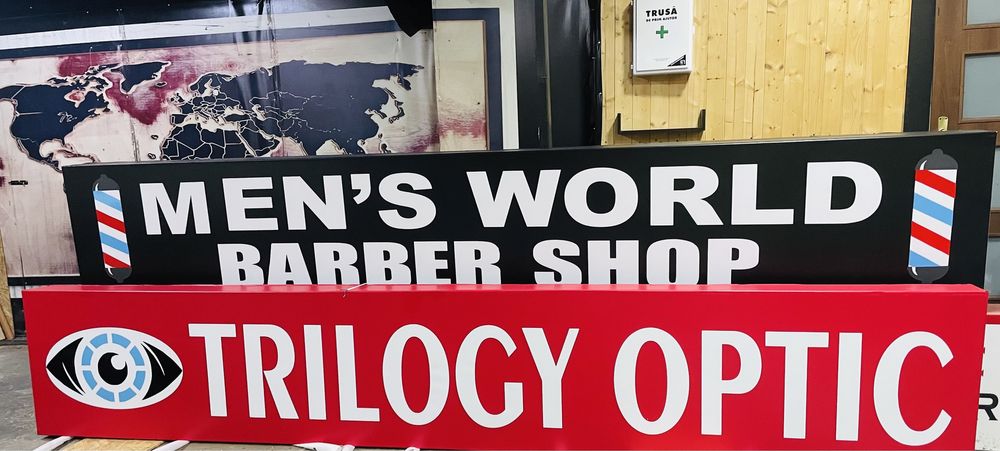 TRUSĂ
DE PRIM AJUTOR
MEN'S WORLD
BARBER SHOP
TRILOGY OPTIC